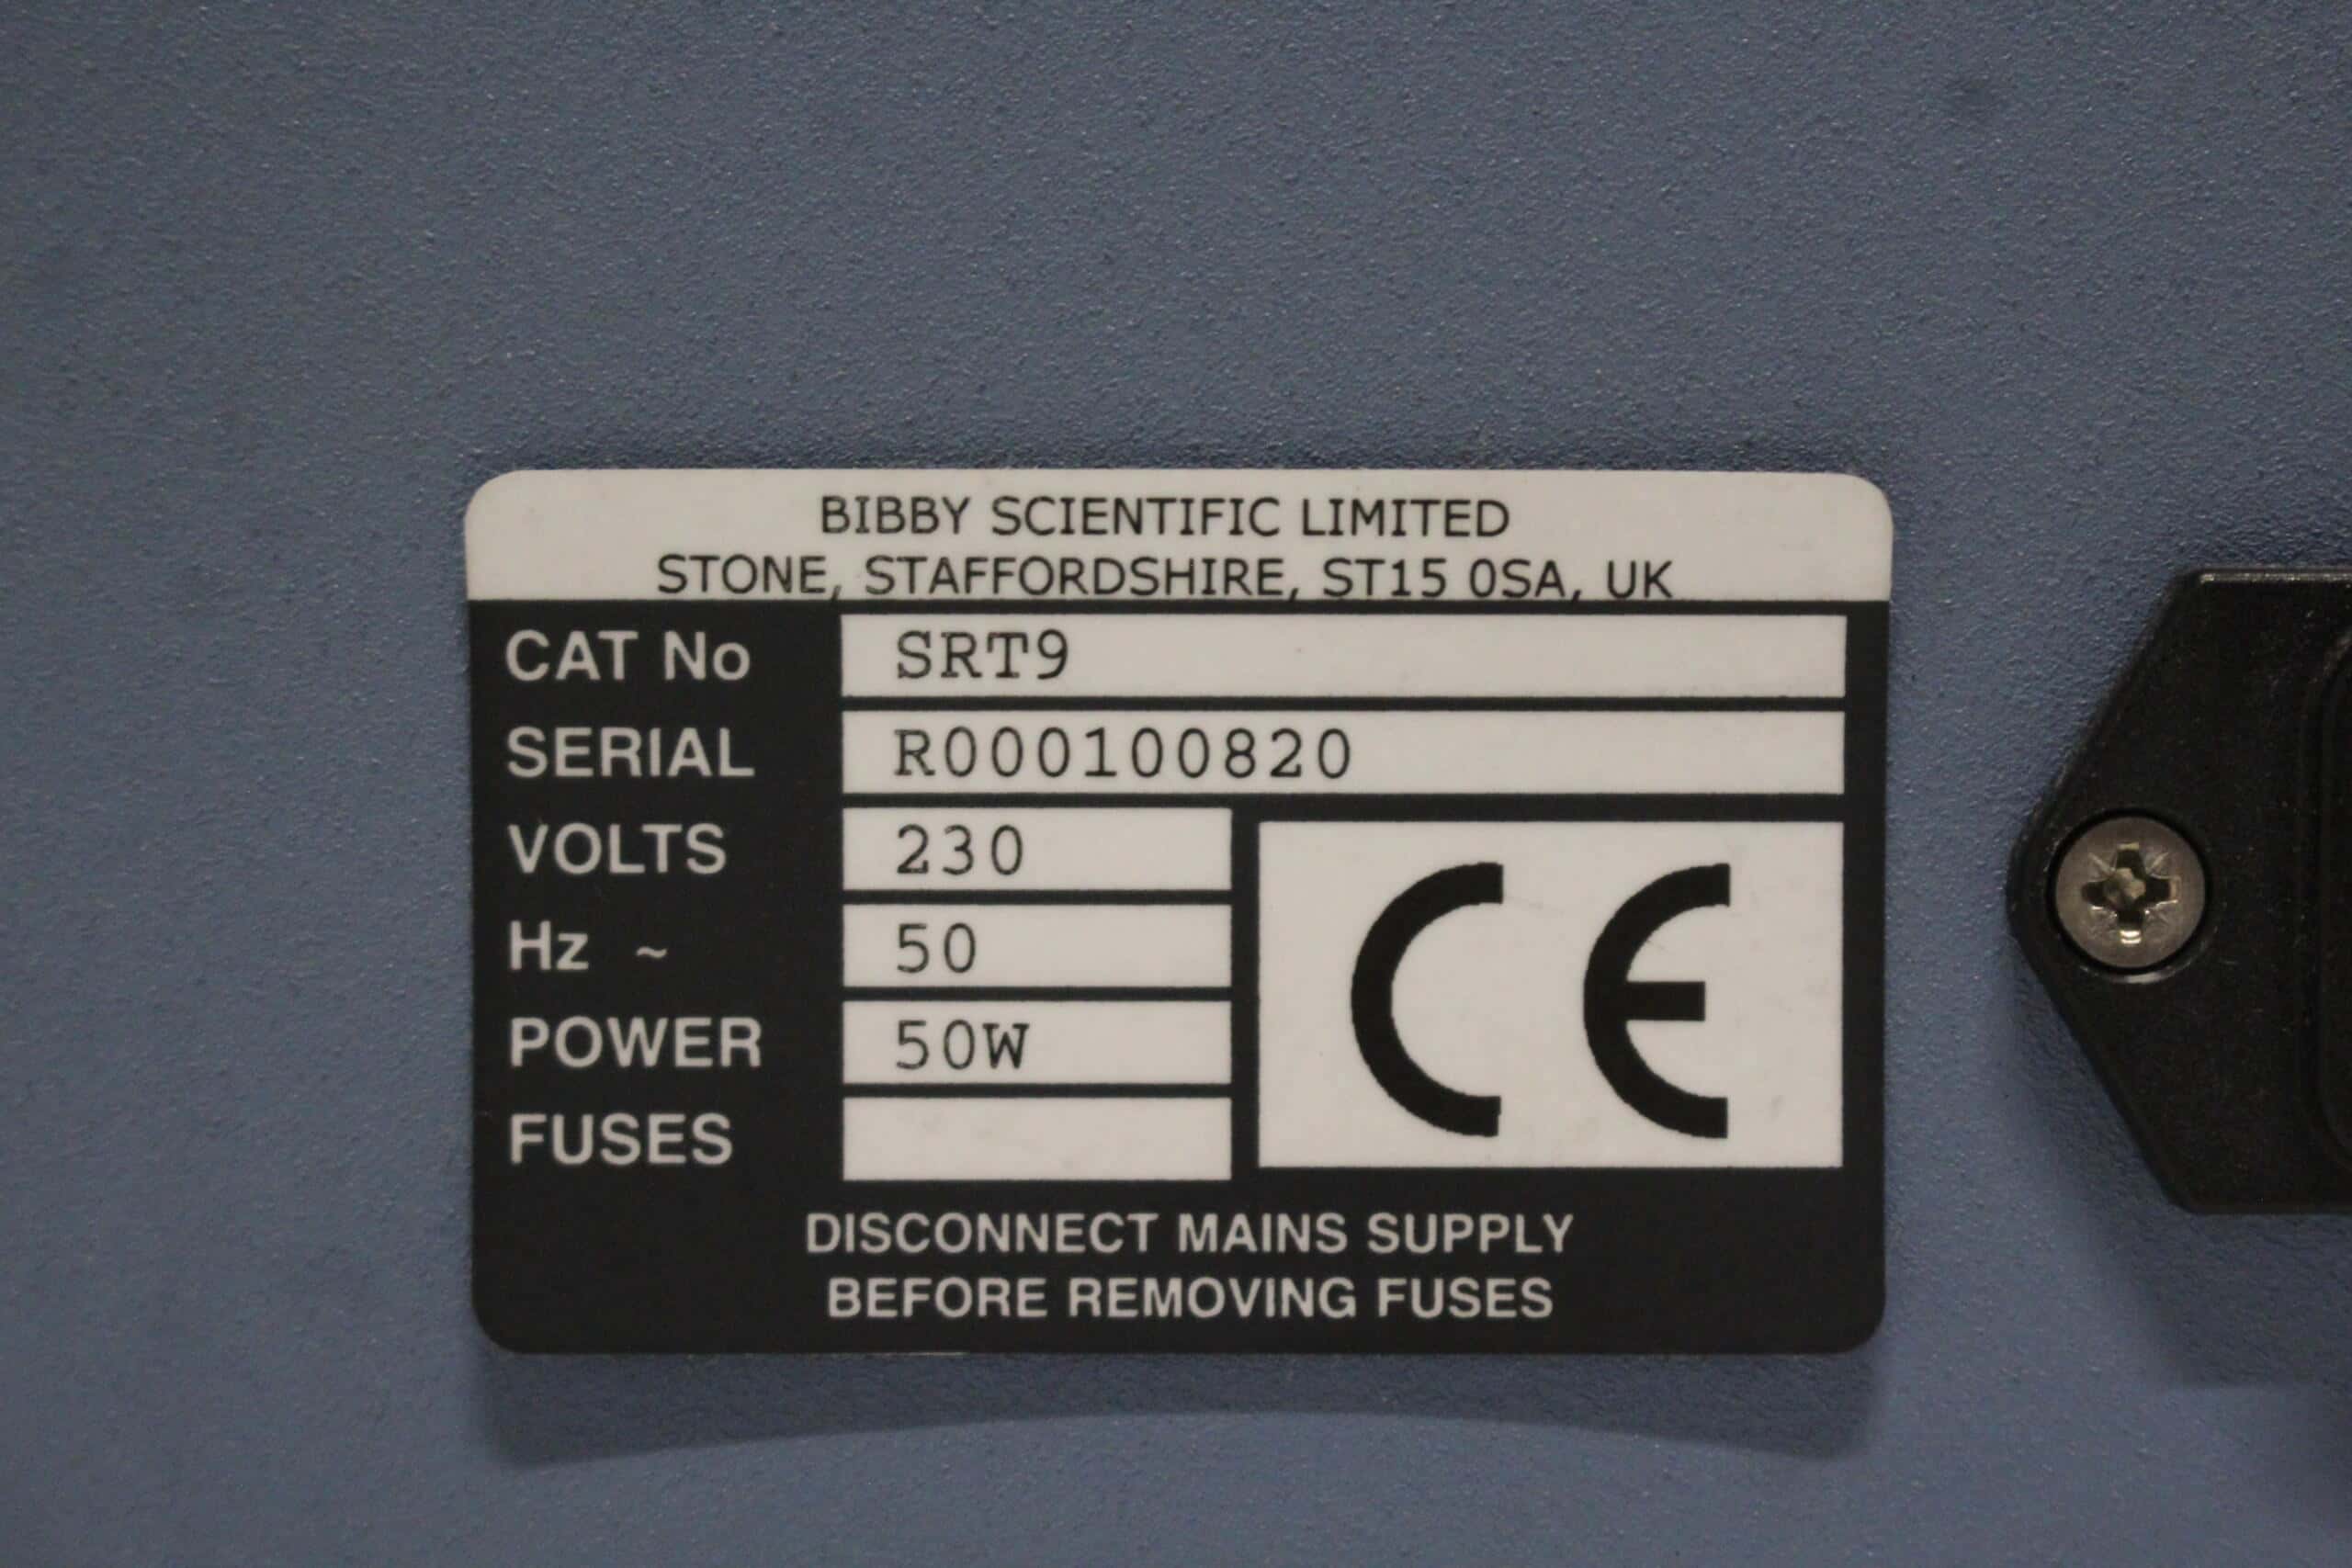 BIBBY SCIENTIFIC LIMITED
STONE, STAFFORDSHIRE, ST15 0SA, UK
CAT No SRT9
SERIAL R000100820
VOLTS 230
Hz ~ 50
POWER 50W
FUSES
CE
DISCONNECT MAINS SUPPLY
BEFORE REMOVING FUSES